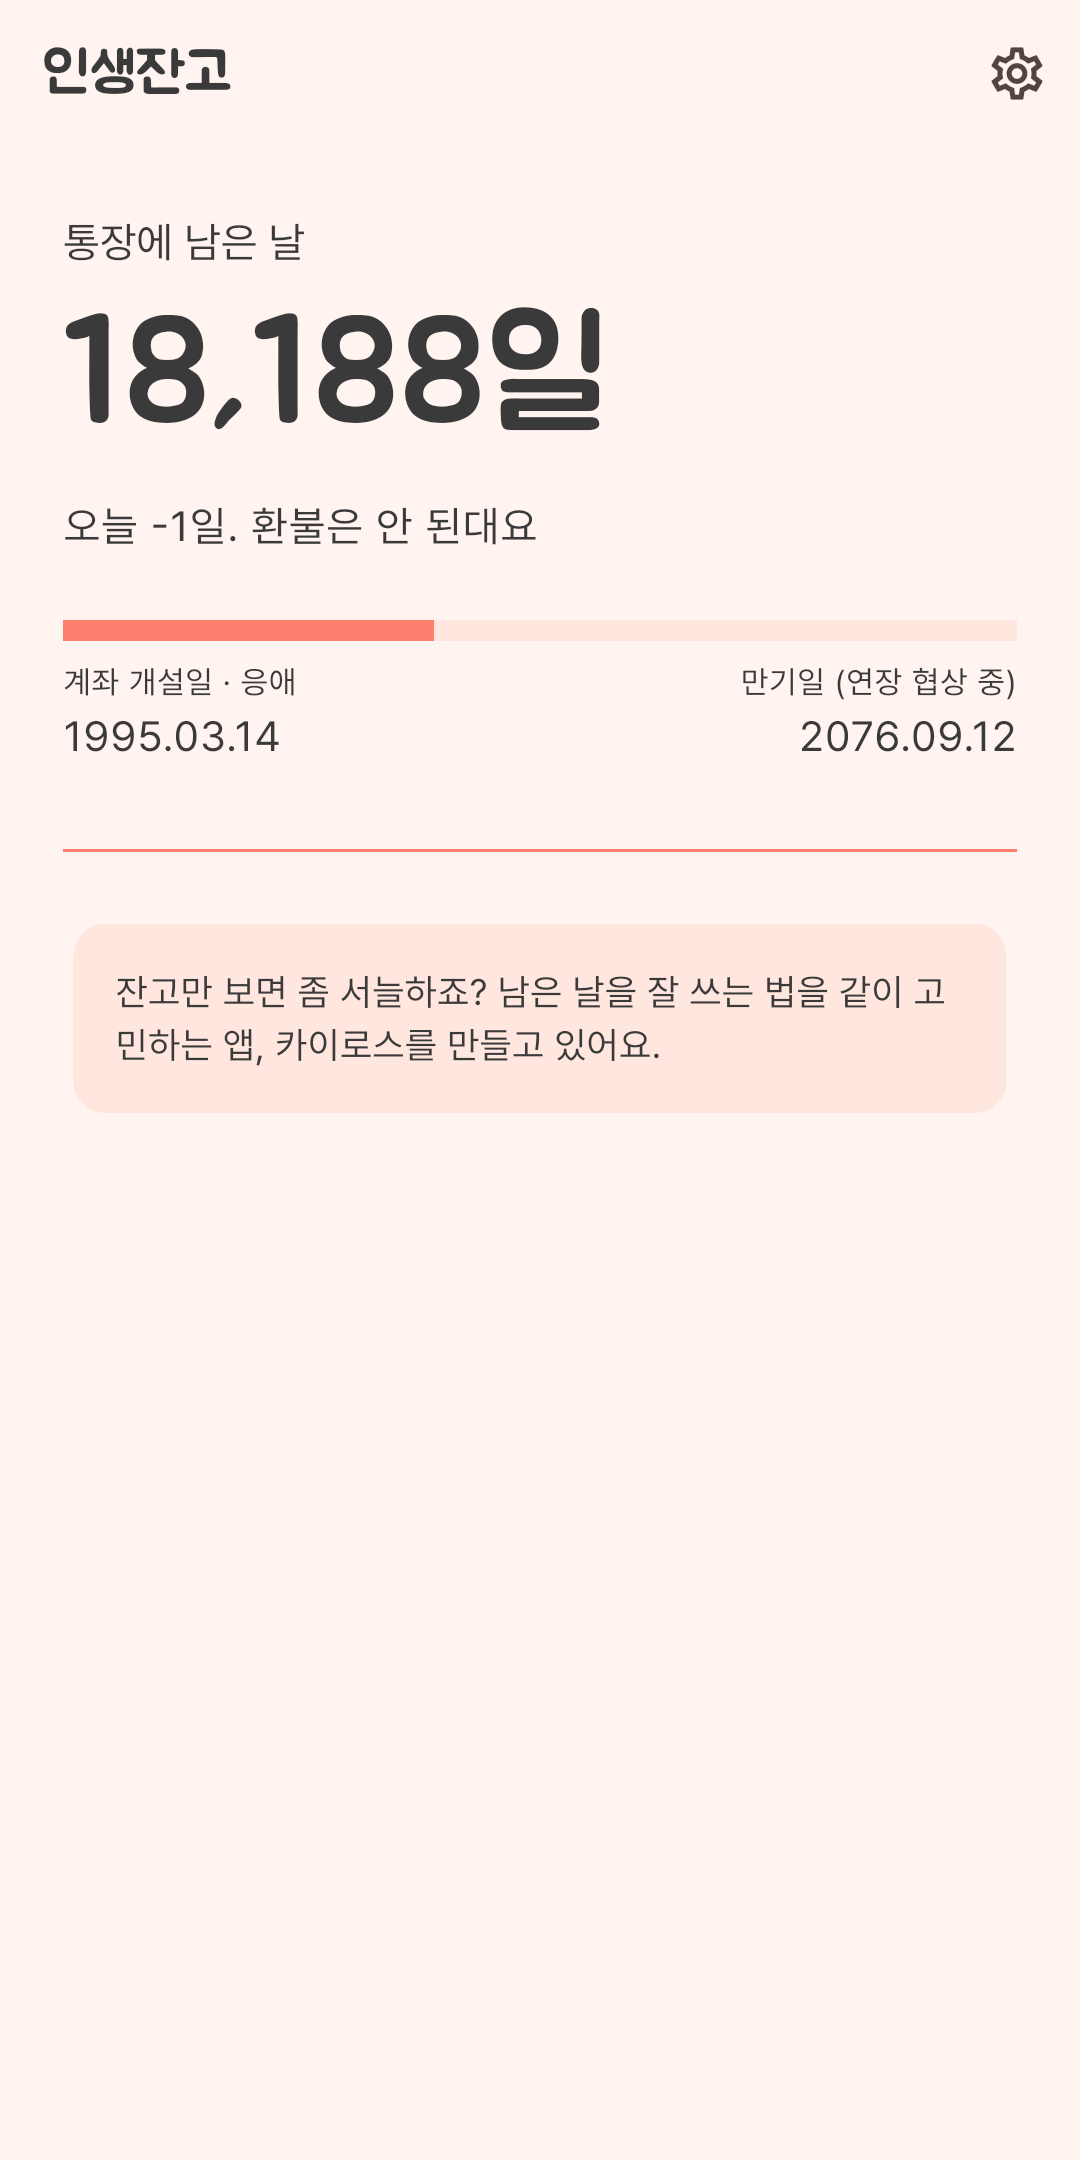 인생잔고
통장에 남은 날
18,188일
오늘 -1일. 환불은 안 된대요
계좌 개설일 · 응애
만기일 (연장 협상 중)
1995.03.14
2076.09.12
잔고만 보면 좀 서늘하죠? 남은 날을 잘 쓰는 법을 같이 고
민하는 앱, 카이로스를 만들고 있어요.